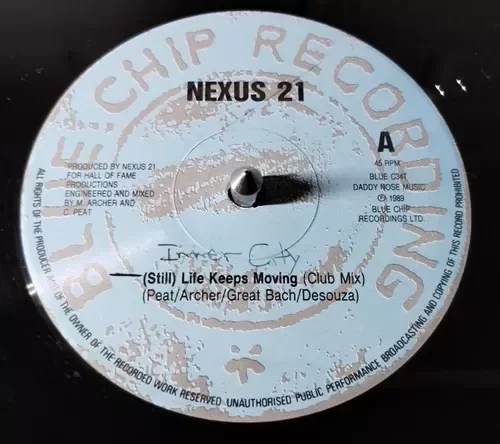 BLUE CHIP RECORDING
NEXUS 21
A
45 RPM
BLUE C34T
DADDY NOSE MUSIC
℗ 1989
BLUE CHIP
RECORDINGS LTD.
PRODUCED BY NEXUS 21
FOR HALL OF FAME
PRODUCTIONS
ENGINEERED AND MIXED
BY M. ARCHER AND
C. PEAT
Inner City
(Still) Life Keeps Moving (Club Mix)
(Peat/Archer/Great Bach/Desouza)
ALL RIGHTS OF THE PRODUCER AND OF THE OWNER OF THE RECORDED WORK RESERVED UNAUTHORISED PUBLIC PERFORMANCE BROADCASTING AND COPYING OF THIS RECORD PROHIBITED